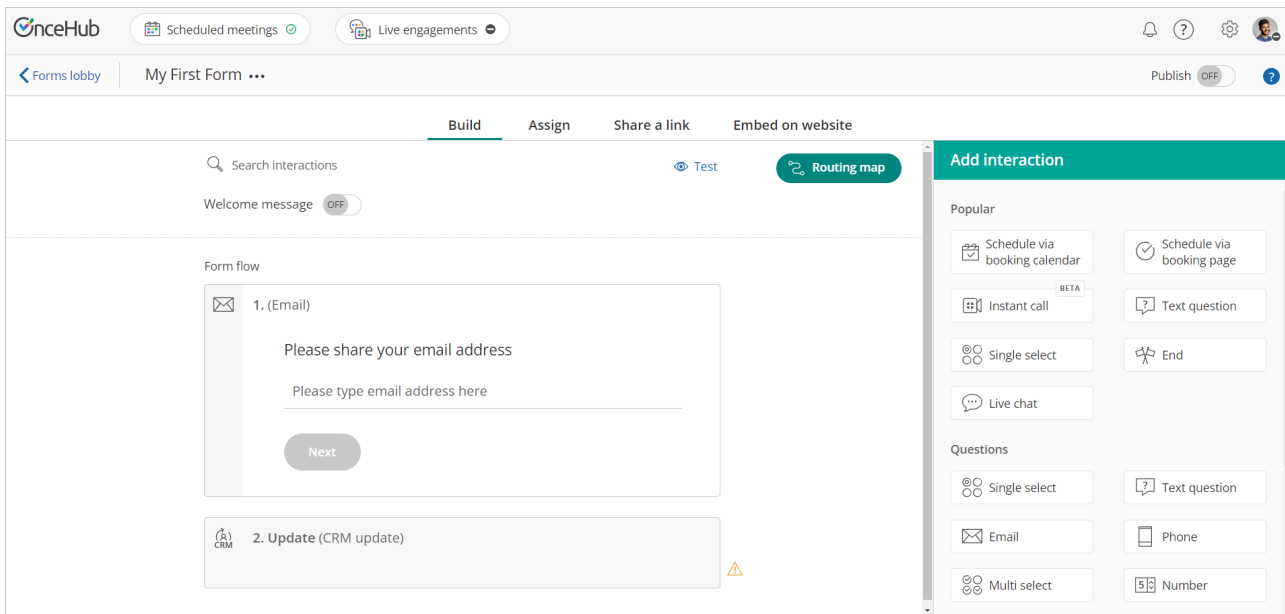 OnceHub
Scheduled meetings
Live engagements
?
Forms lobby
My First Form •••
Publish OFF
?
Build
Assign
Share a link
Embed on website
Search interactions
Test
Routing map
Welcome message OFF
Form flow
1. (Email)
Please share your email address
Please type email address here
Next
CRM
2. Update (CRM update)
Add interaction
Popular
Schedule via
booking calendar
Schedule via
booking page
BETA
Instant call
Text question
Single select
End
Live chat
Questions
Single select
Text question
Email
Phone
Multi select
5 Number